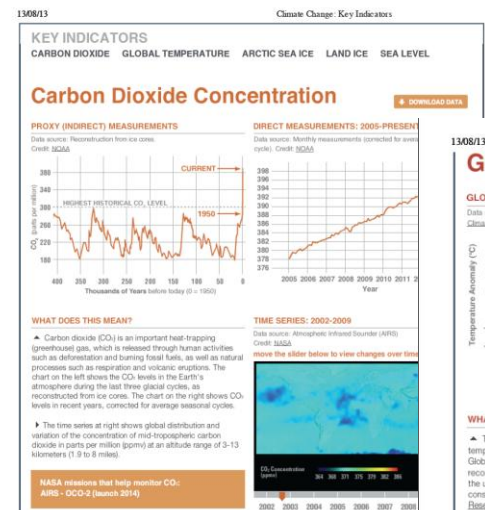 13/08/13 Climate Change: Key Indicators
KEY INDICATORS
CARBON DIOXIDE GLOBAL TEMPERATURE ARCTIC SEA ICE LAND ICE SEA LEVEL
Carbon Dioxide Concentration
DOWNLOAD DATA
PROXY (INDIRECT) MEASUREMENTS
Data source: Reconstruction from ice cores.
Credit: NOAA
CURRENT
HIGHEST HISTORICAL CO₂ LEVEL
1950
CO₂ (parts per million)
380
340
300
260
220
180
400 350 300 250 200 150 100 50 0
Thousands of Years before today (0 = 1950)
DIRECT MEASUREMENTS: 2005-PRESENT
Data source: Monthly measurements (corrected for
cycle). Credit: NOAA
398
396
394
392
390
388
386
384
382
380
378
376
2005 2006 2007 2008 2009 2010 2011 2
Year
WHAT DOES THIS MEAN?
Carbon dioxide (CO₂) is an important heat-trapping
(greenhouse) gas, which is released through human activities
such as deforestation and burning fossil fuels, as well as natural
processes such as respiration and volcanic eruptions. The
chart on the left shows the CO₂ levels in the Earth's
atmosphere during the last three glacial cycles, as
reconstructed from ice cores. The chart on the right shows CO₂
levels in recent years, corrected for average seasonal cycles.
The time series at right shows global distribution and
variation of the concentration of mid-tropospheric carbon
dioxide in parts per million (ppmv) at an altitude range of 3-13
kilometers (1.9 to 8 miles).
NASA missions that help monitor CO₂:
AIRS - OCO-2 (launch 2014)
TIME SERIES: 2002-2009
Data source: Atmospheric Infrared Sounder (AIRS)
Credit: NASA
move the slider below to view changes over time
CO₂ Concentration
(ppmv)
364 368 371 375 379 382 386
2002 2003 2004 2005 2006 2007 2008
13/08/13
G
GLO
Data
Clima
Temperature Anomaly (°C)
WHA
T
temp
Glob
reco
the
cons
Rese